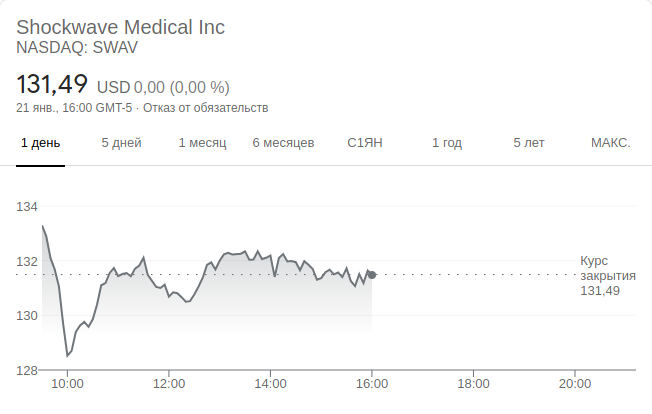 Shockwave Medical Inc
NASDAQ: SWAV
131,49 USD 0,00 (0,00 %)
21 янв., 16:00 GMT-5 · Отказ от обязательств
1 день 5 дней 1 месяц 6 месяцев С1ЯН 1 год 5 лет МАКС.
134
132
130
128
Курс
закрытия
131,49
10:00 12:00 14:00 16:00 18:00 20:00